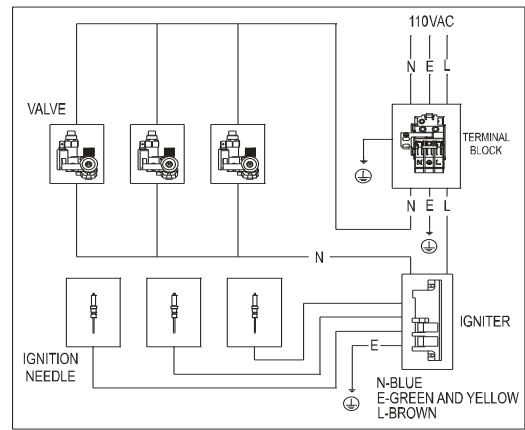 110VAC
N E L
VALVE
TERMINAL
BLOCK
N E L
N E L
N
IGNITER
E
IGNITION
NEEDLE
N-BLUE
E-GREEN AND YELLOW
L-BROWN